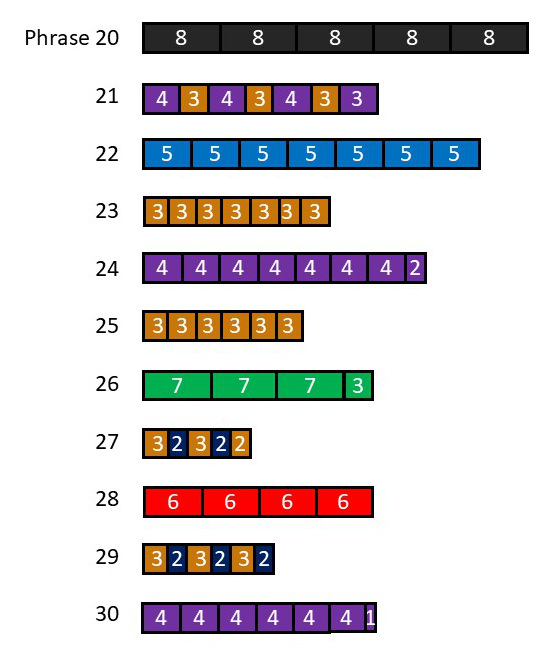 Phrase 20 8 8 8 8 8
21 4 3 4 3 4 3 3
22 5 5 5 5 5 5 5
23 3 3 3 3 3 3 3
24 4 4 4 4 4 4 4 2
25 3 3 3 3 3 3
26 7 7 7 3
27 3 2 3 2 2
28 6 6 6 6
29 3 2 3 2 3 2
30 4 4 4 4 4 4 1